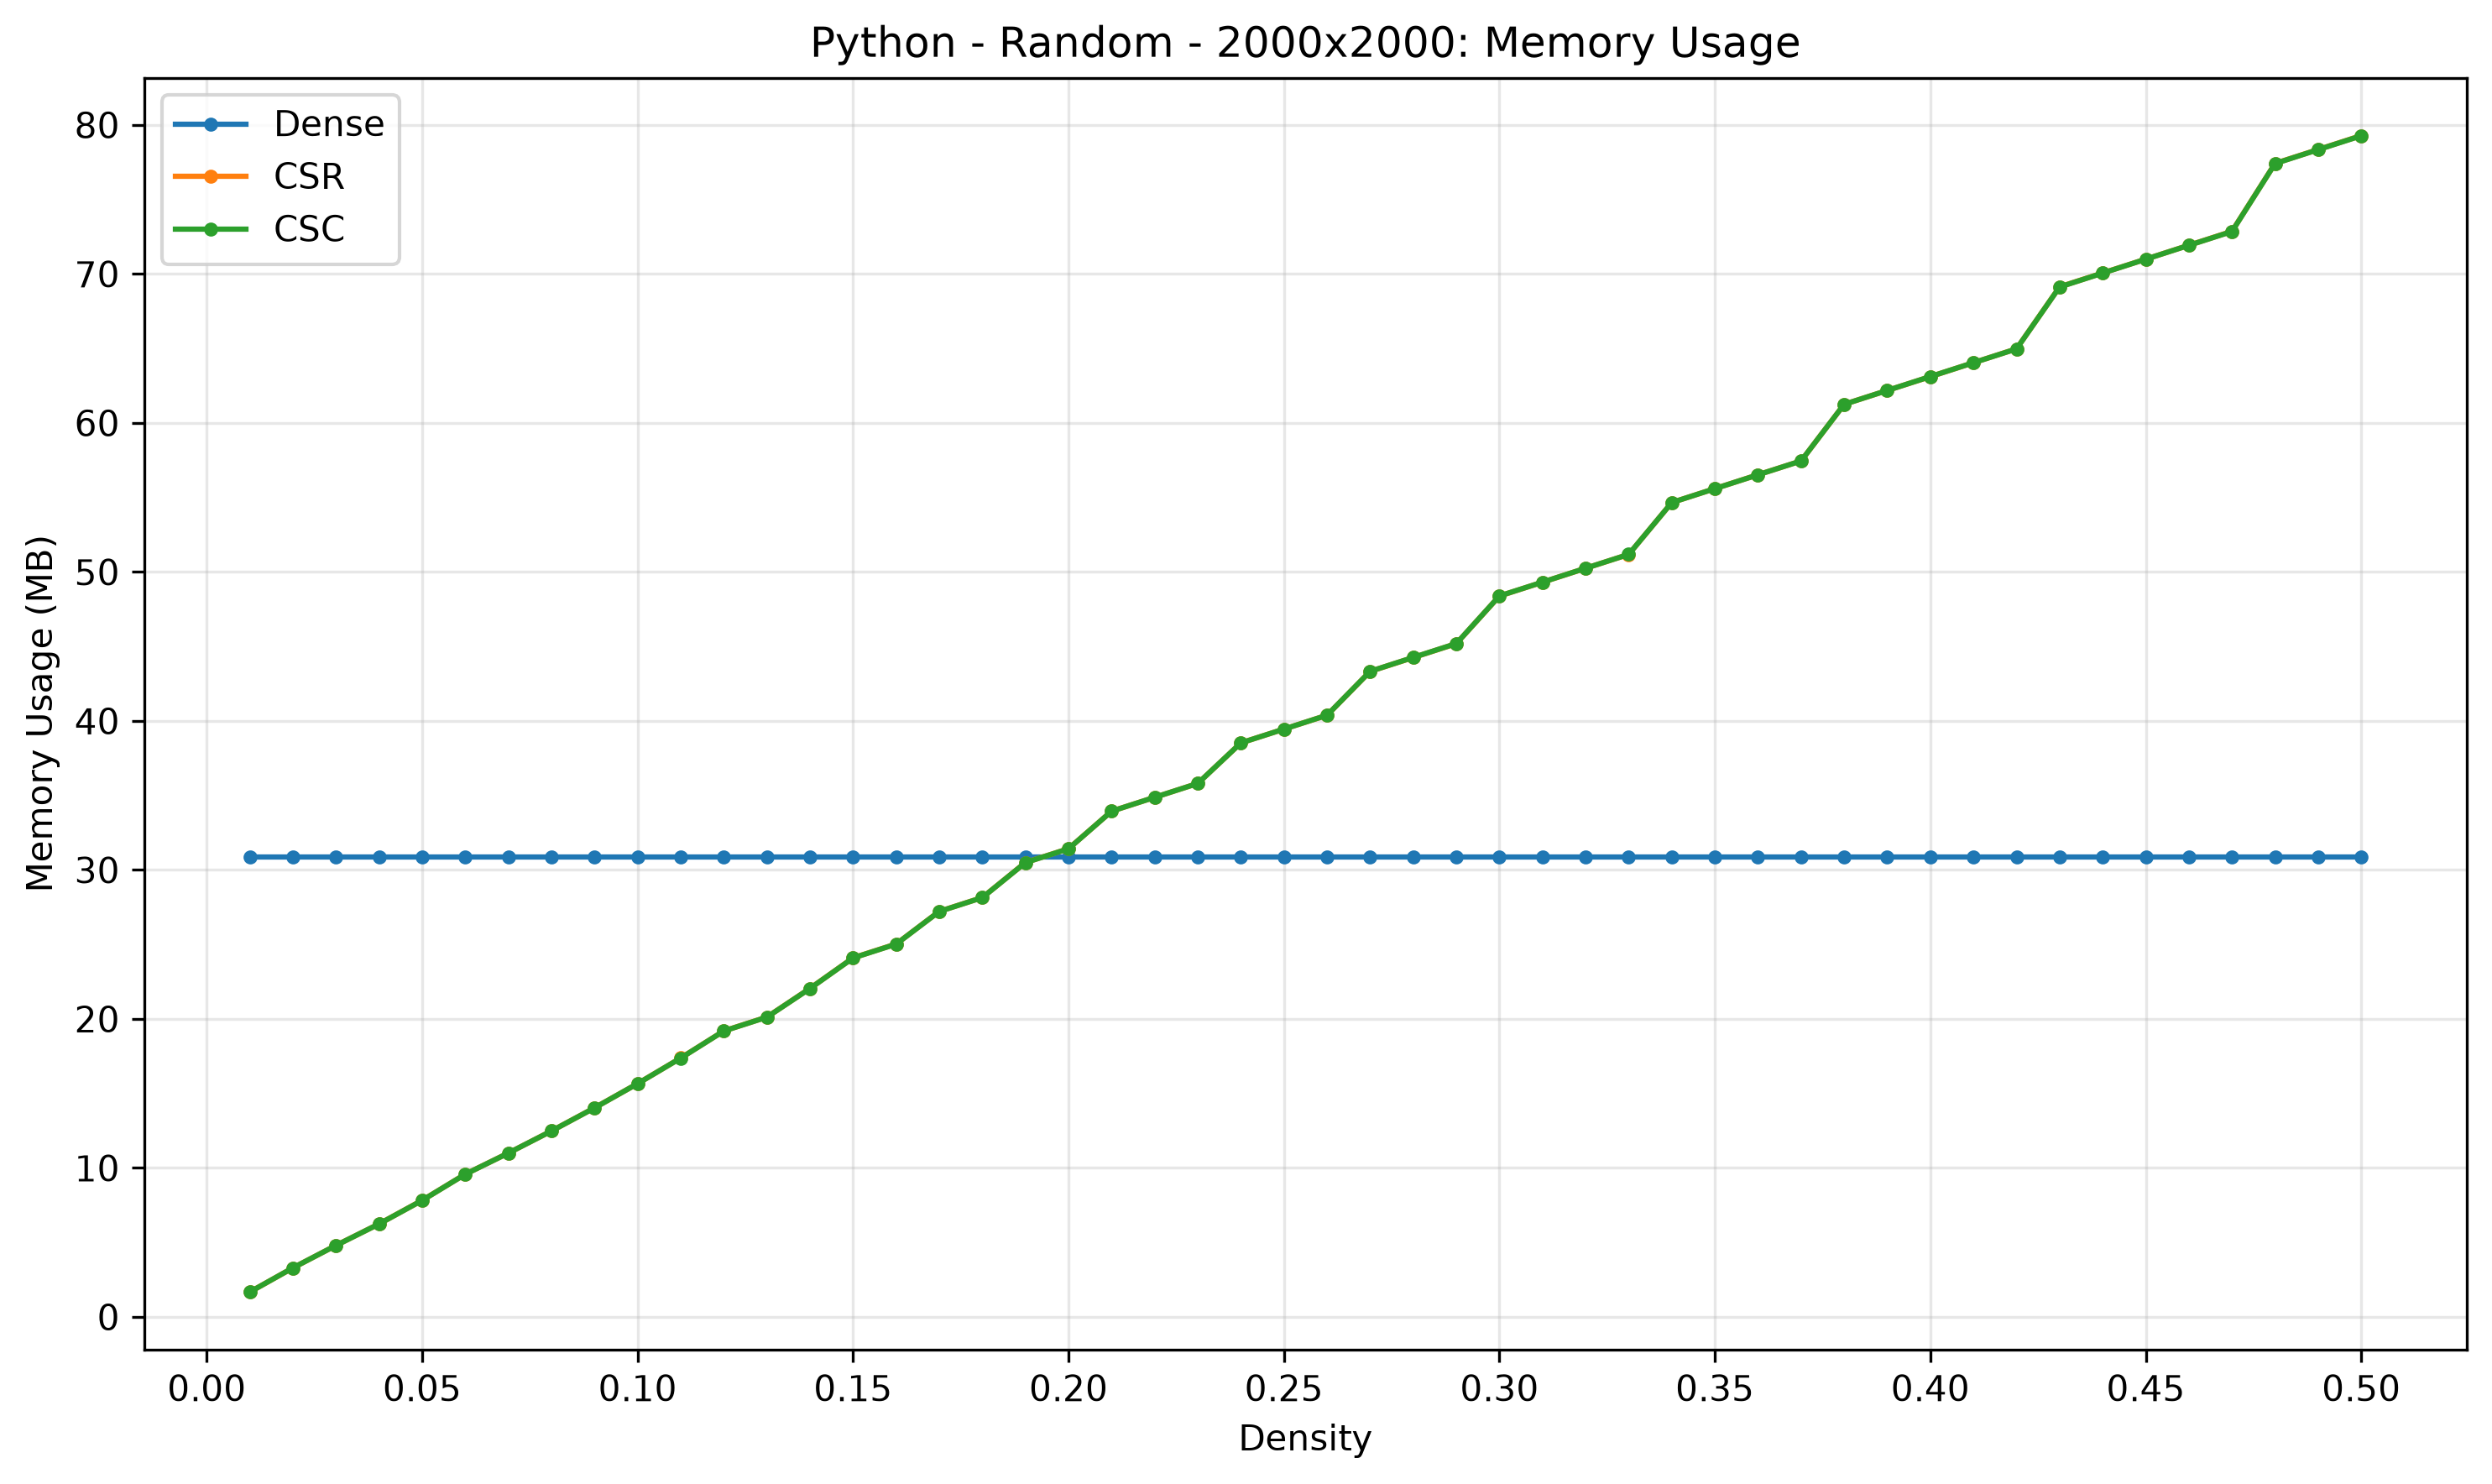 Python - Random - 2000x2000: Memory Usage
Dense
CSR
CSC
Memory Usage (MB)
80
70
60
50
40
30
20
10
0
0.00 0.05 0.10 0.15 0.20 0.25 0.30 0.35 0.40 0.45 0.50
Density